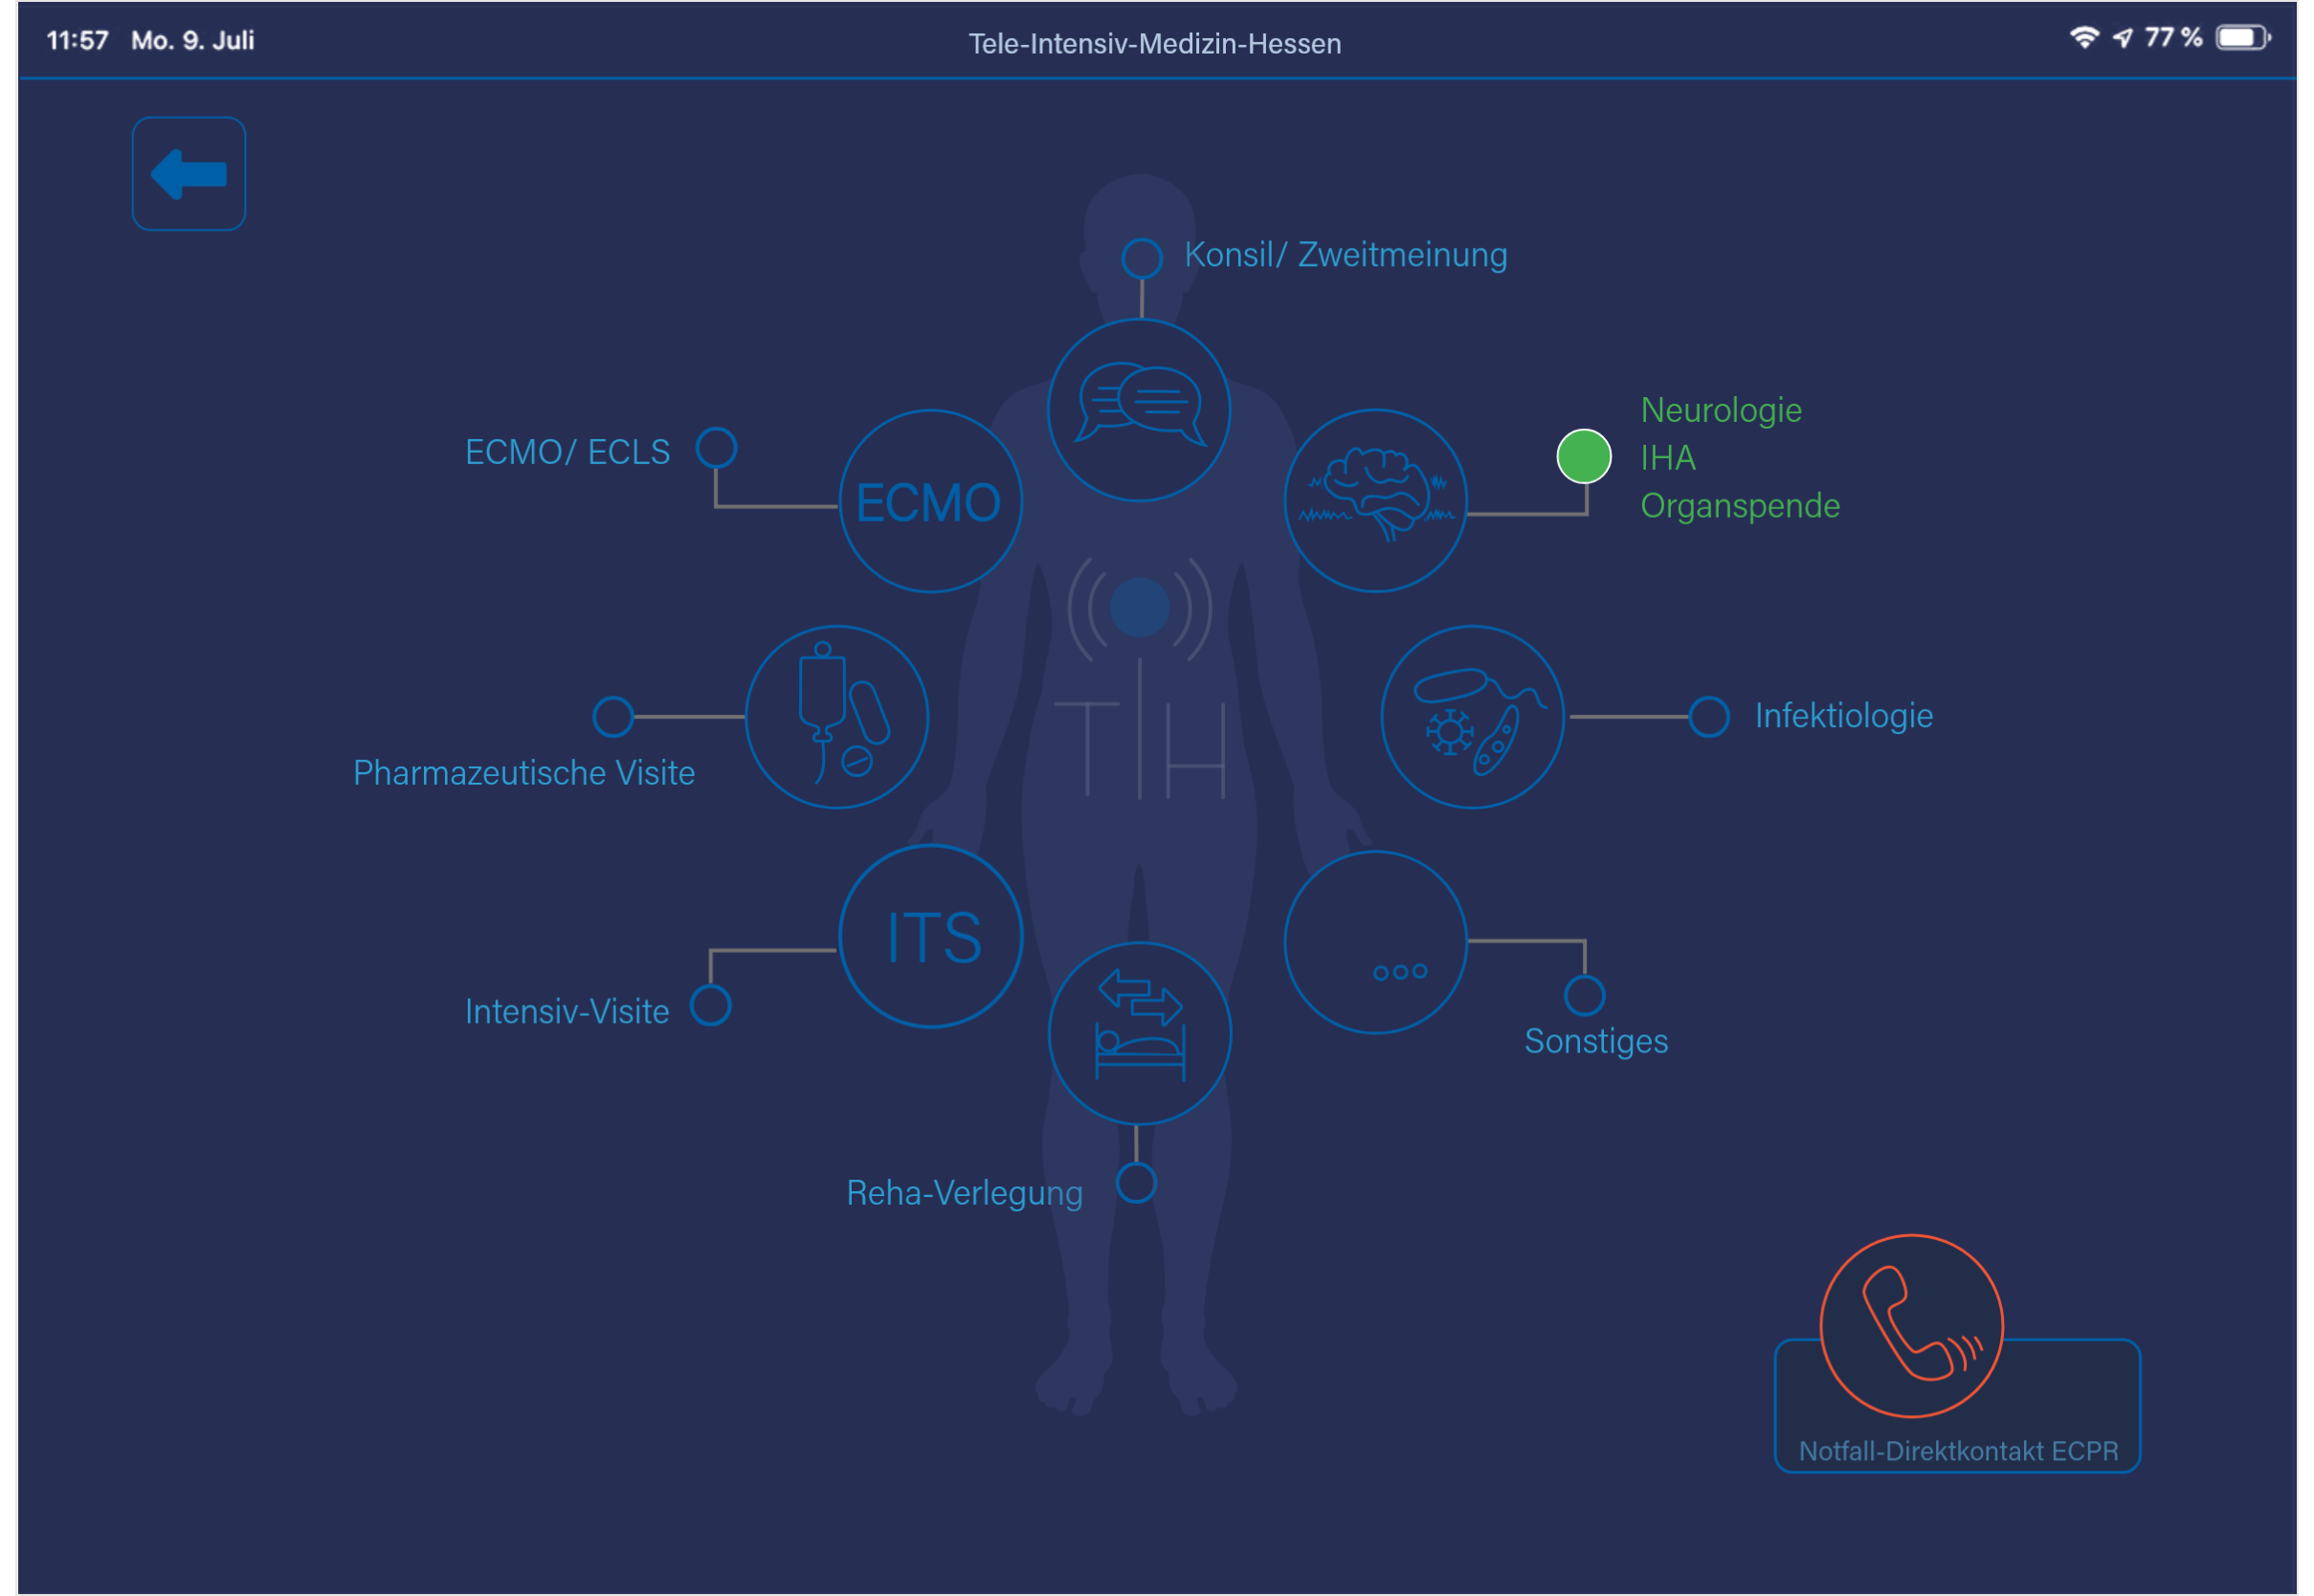 11:57 Mo. 9. Juli
Tele-Intensiv-Medizin-Hessen
77 %
Konsil/ Zweitmeinung
Neurologie
IHA
Organspende
ECMO/ ECLS
ECMO
TIH
Infektiologie
Pharmazeutische Visite
ITS
Intensiv-Visite
Sonstiges
Reha-Verlegung
Notfall-Direktkontakt ECPR